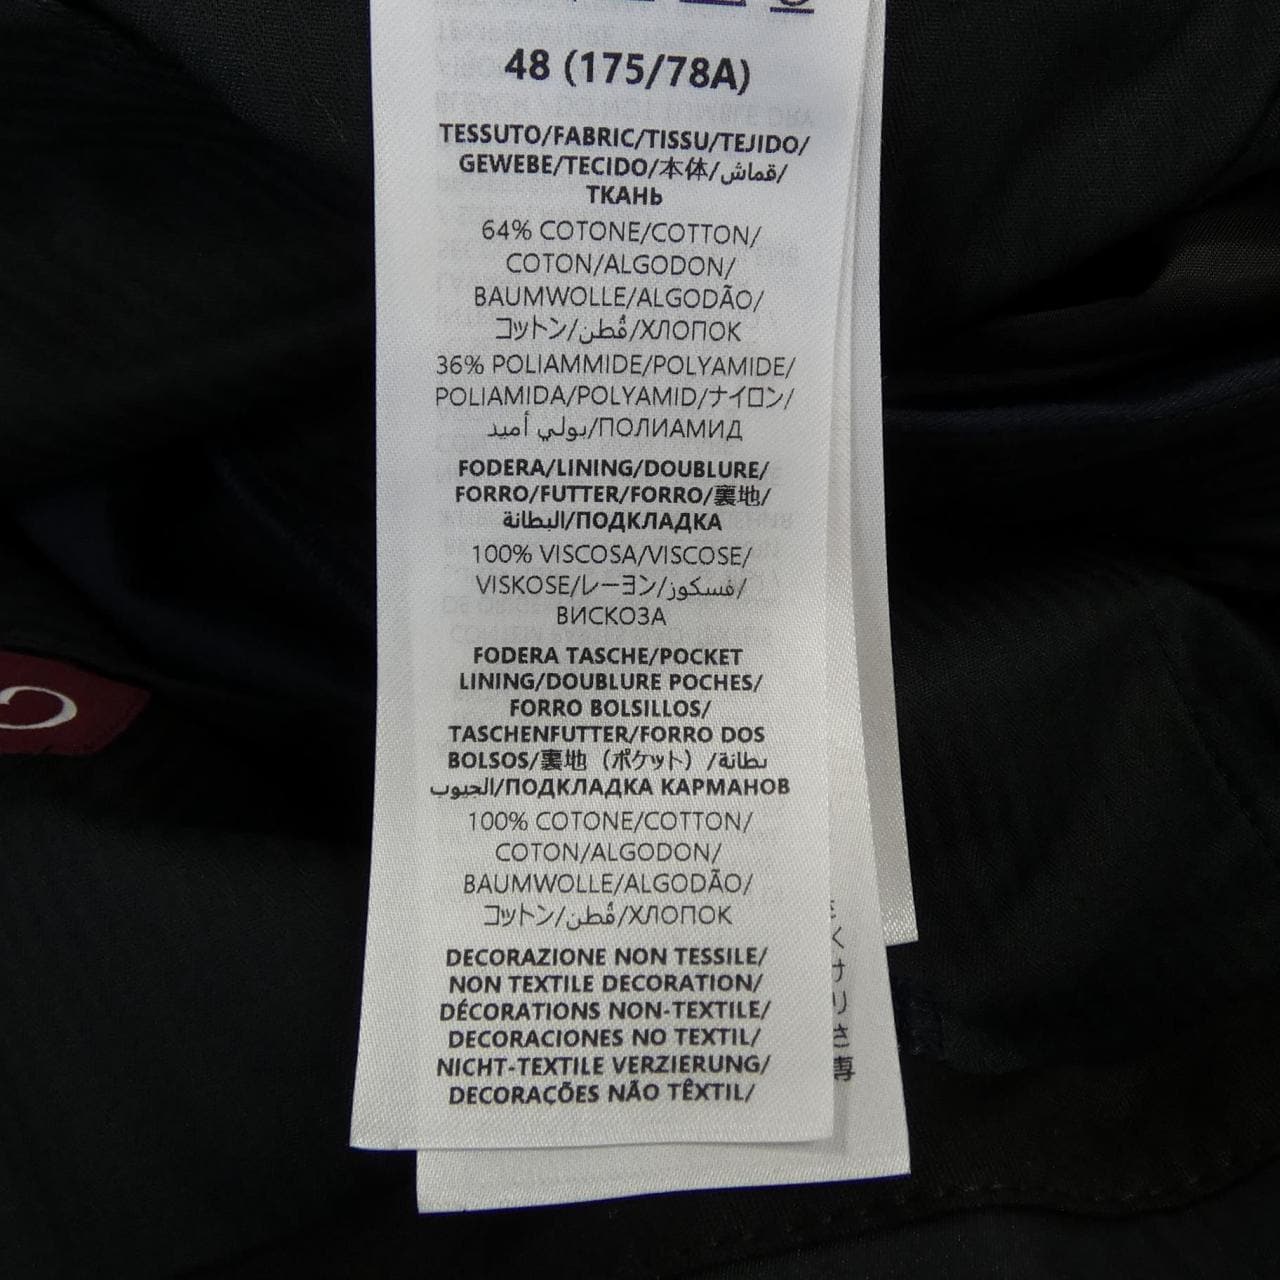 48 (175/78A)
TESSUTO/FABRIC/TISSU/TEJIDO/
GEWEBE/TECIDO/本体/قماش/
ТКАНЬ
64% COTONE/COTTON/
COTON/ALGODON/
BAUMWOLLE/ALGODÃO/
コットン/قُطن/ХЛОПОК
36% POLIAMMIDE/POLYAMIDE/
POLIAMIDA/POLYAMID/ナイロン/
بولي أميد/ПОЛИАМИД
FODERA/LINING/DOUBLURE/
FORRO/FUTTER/FORRO/裏地/
البطانة/ПОДКЛАДКА
100% VISCOSA/VISCOSE/
VISKOSE/レーヨン/فسكوز/
ВИСКОЗА
FODERA TASCHE/POCKET
LINING/DOUBLURE POCHES/
FORRO BOLSILLOS/
TASCHENFUTTER/FORRO DOS
BOLSOS/裏地（ポケット）/بطانة
الجيوب/ПОДКЛАДКА КАРМАНОВ
100% COTONE/COTTON/
COTON/ALGODON/
BAUMWOLLE/ALGODÃO/
コットン/قُطن/ХЛОПОК
DECORAZIONE NON TESSILE/
NON TEXTILE DECORATION/
DÉCORATIONS NON-TEXTILE/
DECORACIONES NO TEXTIL/
NICHT-TEXTILE VERZIERUNG/
DECORAÇÕES NÃO TÊXTIL/